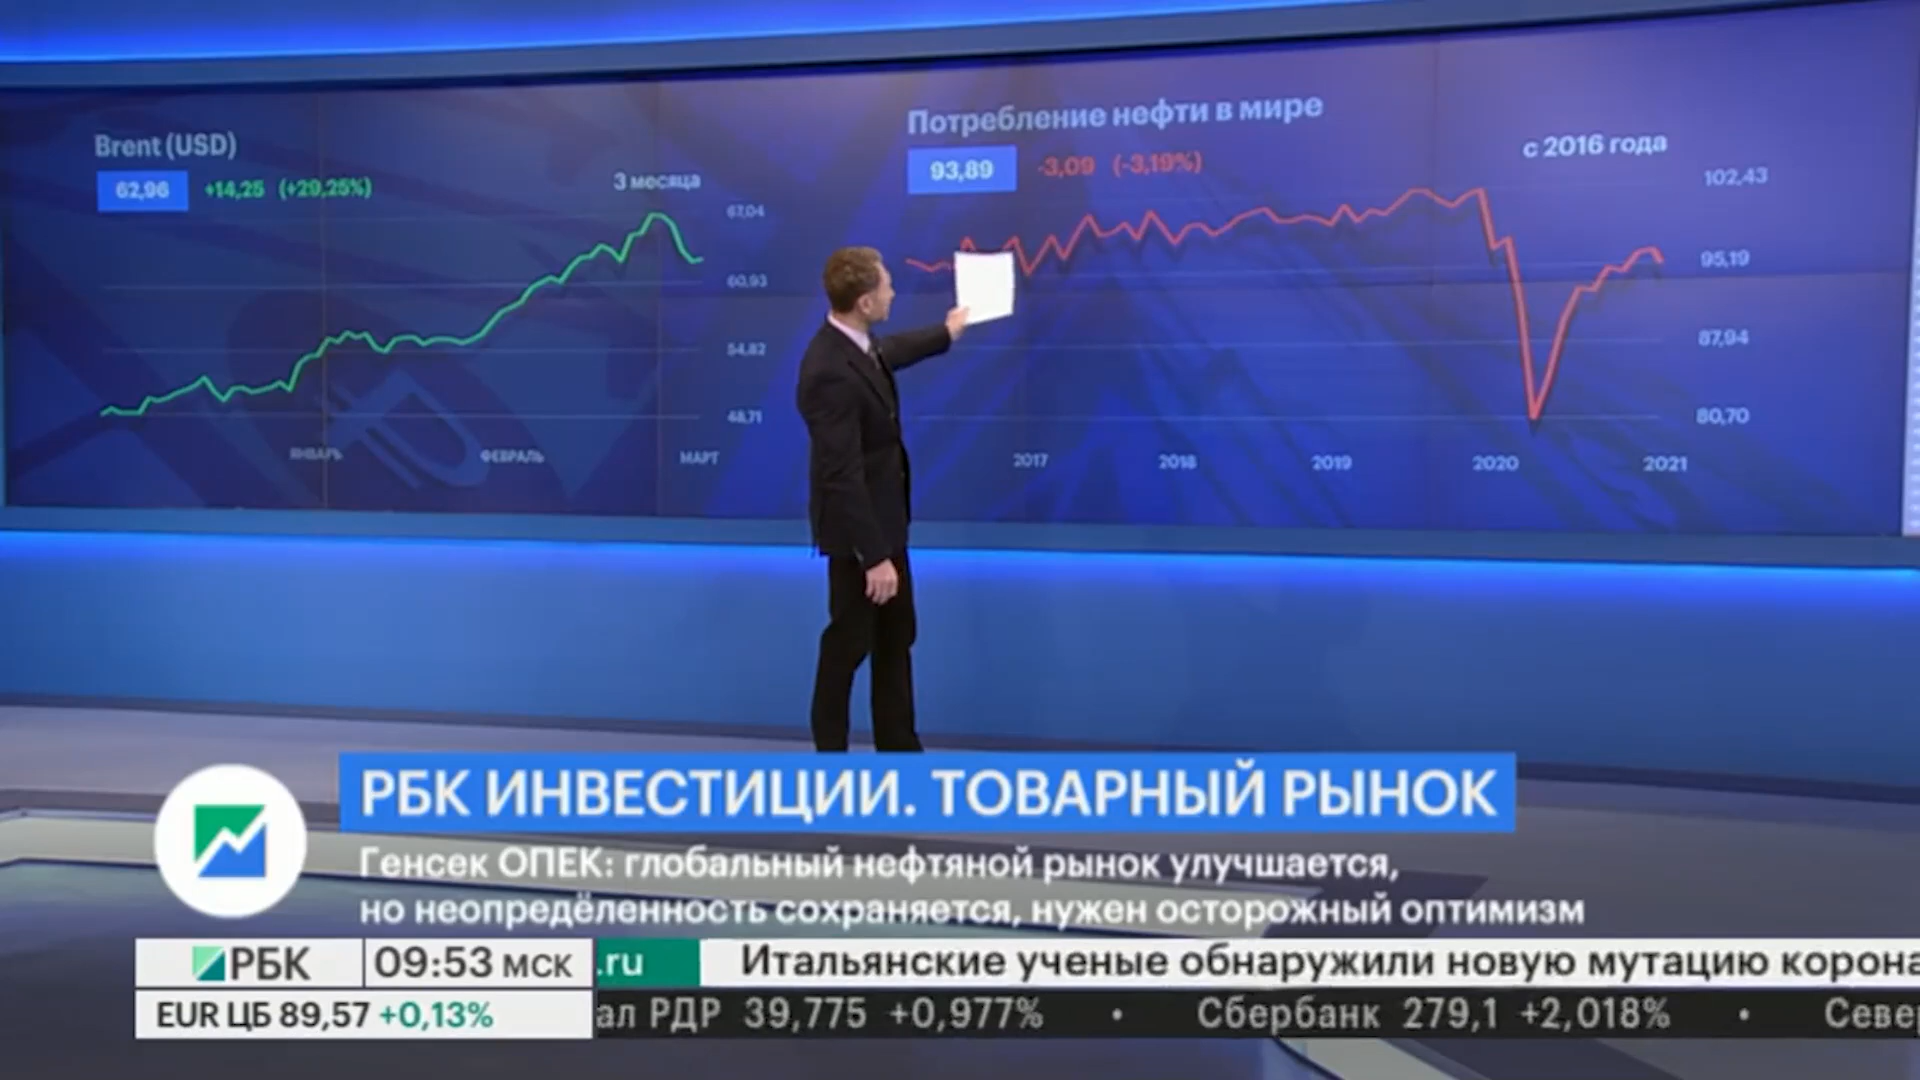 Brent (USD)
62,96 +14,25 (+29,25%)
3 месяца
67,04
60,93
54,82
48,71
ЯНВАРЬ ФЕВРАЛЬ МАРТ
Потребление нефти в мире
93,89 -3,09 (-3,19%)
с 2016 года
102,43
95,19
87,94
80,70
2017 2018 2019 2020 2021
РБК ИНВЕСТИЦИИ. ТОВАРНЫЙ РЫНОК
Генсек ОПЕК: глобальный нефтяной рынок улучшается,
но неопредёленность сохраняется, нужен осторожный оптимизм
РБК 09:53 МСК .ru Итальянские ученые обнаружили новую мутацию корона
EUR ЦБ 89,57 +0,13% ал РДР 39,775 +0,977% • Сбербанк 279,1 +2,018% • Севе